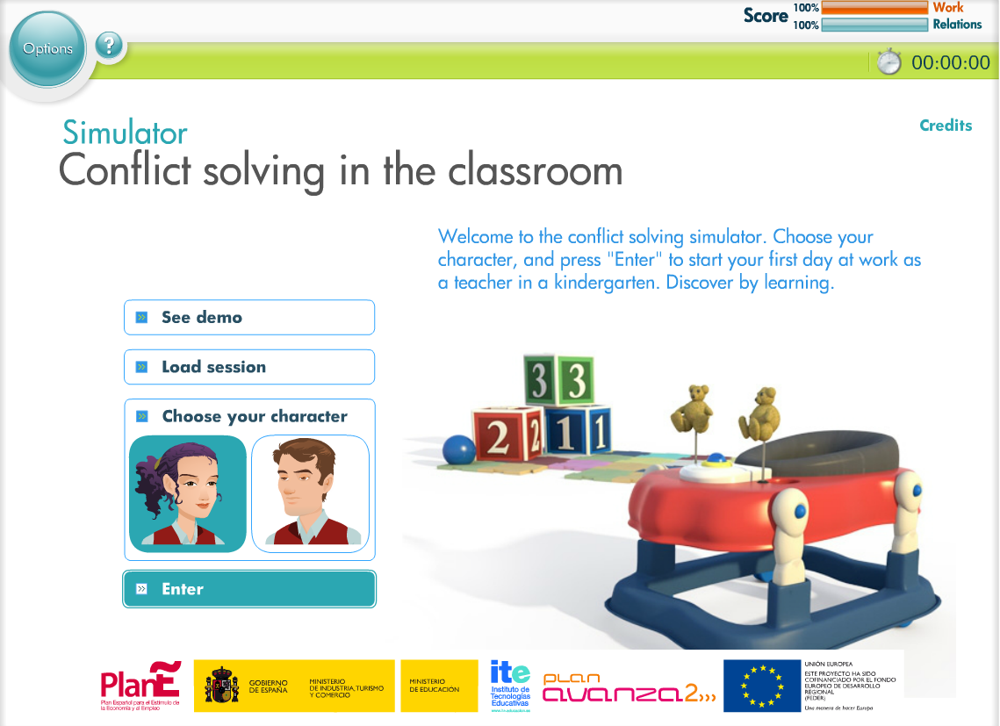 Options
?
Score
100%
Work
100%
Relations
00:00:00
Simulator
Conflict solving in the classroom
Credits
Welcome to the conflict solving simulator. Choose your
character, and press "Enter" to start your first day at work as
a teacher in a kindergarten. Discover by learning.
See demo
Load session
Choose your character
Enter
3 3
2 2 1 1
PlanE
Plan Español para el Estímulo de
la Economía y el Empleo
GOBIERNO
DE ESPAÑA
MINISTERIO
DE INDUSTRIA, TURISMO
Y COMERCIO
MINISTERIO
DE EDUCACIÓN
ite
Instituto de
Tecnologías
Educativas
www.ite.educacion.es
PLAN
avanza2
UNIÓN EUROPEA
ESTE PROYECTO HA SIDO
COFINANCIADO POR EL FONDO
EUROPEO DE DESARROLLO
REGIONAL
(FEDER)
Una manera de hacer Europa